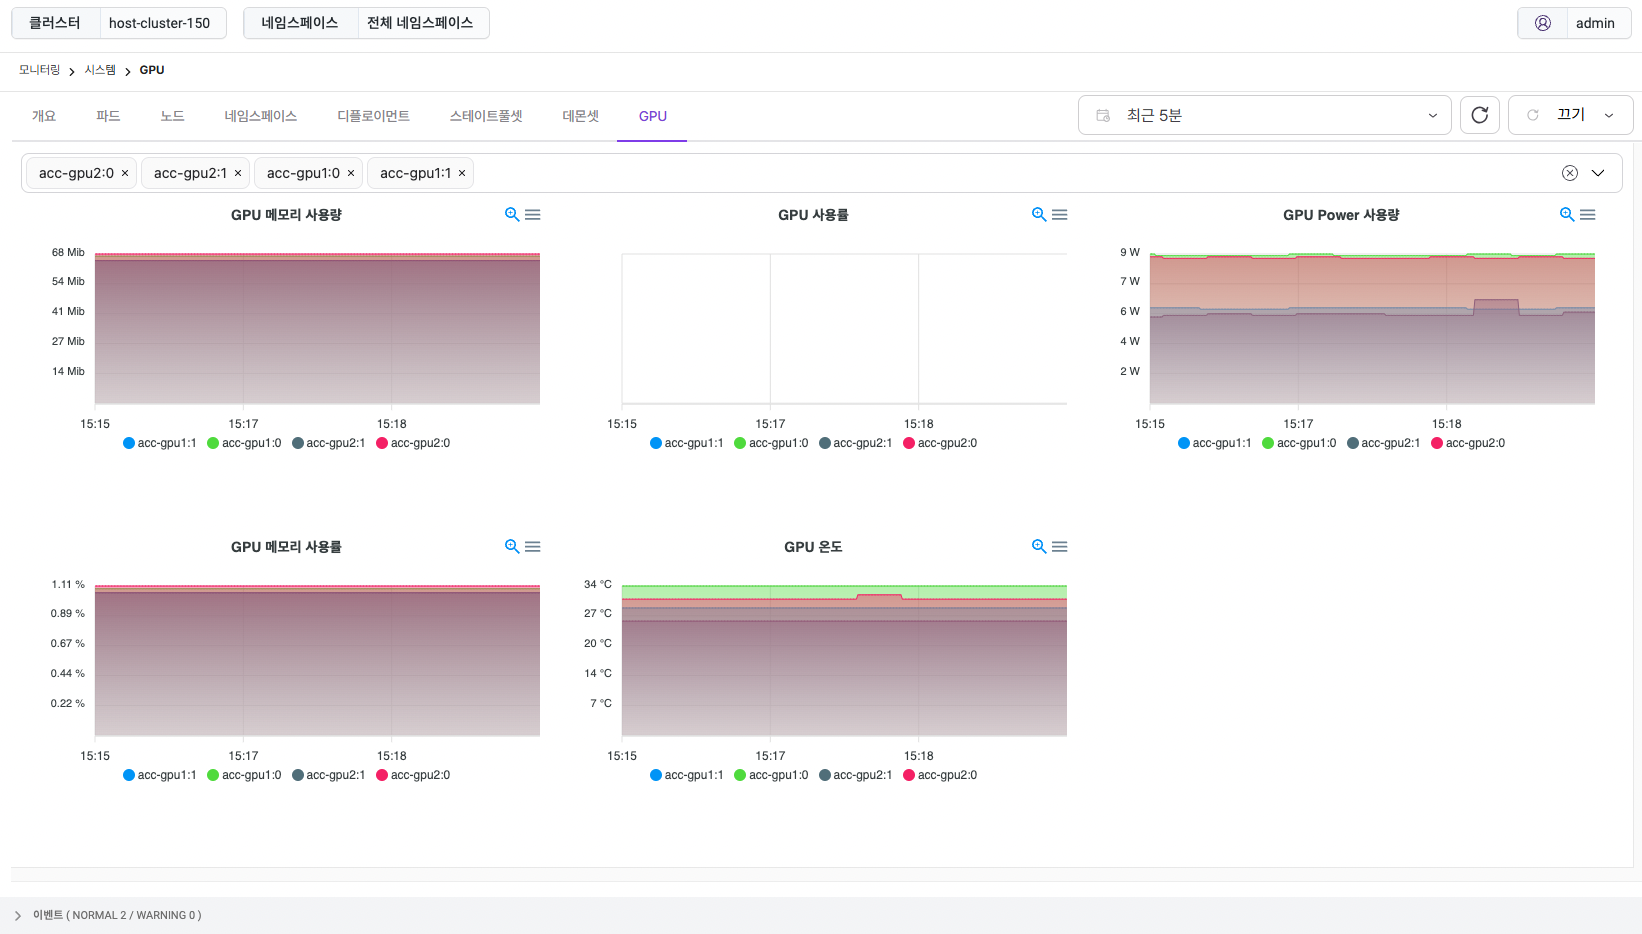 클러스터 host-cluster-150 네임스페이스 전체 네임스페이스 admin
모니터링 시스템 GPU
개요 파드 노드 네임스페이스 디플로이먼트 스테이트풀셋 데몬셋 GPU 최근 5분 끄기
acc-gpu2:0 × acc-gpu2:1 × acc-gpu1:0 × acc-gpu1:1 ×
GPU 메모리 사용량
68 Mib
54 Mib
41 Mib
27 Mib
14 Mib
15:15 15:17 15:18
acc-gpu1:1 acc-gpu1:0 acc-gpu2:1 acc-gpu2:0
GPU 사용률
15:15 15:17 15:18
acc-gpu1:1 acc-gpu1:0 acc-gpu2:1 acc-gpu2:0
GPU Power 사용량
9 W
7 W
6 W
4 W
2 W
15:15 15:17 15:18
acc-gpu1:1 acc-gpu1:0 acc-gpu2:1 acc-gpu2:0
GPU 메모리 사용률
1.11 %
0.89 %
0.67 %
0.44 %
0.22 %
15:15 15:17 15:18
acc-gpu1:1 acc-gpu1:0 acc-gpu2:1 acc-gpu2:0
GPU 온도
34 °C
27 °C
20 °C
14 °C
7 °C
15:15 15:17 15:18
acc-gpu1:1 acc-gpu1:0 acc-gpu2:1 acc-gpu2:0
이벤트 ( NORMAL 2 / WARNING 0 )